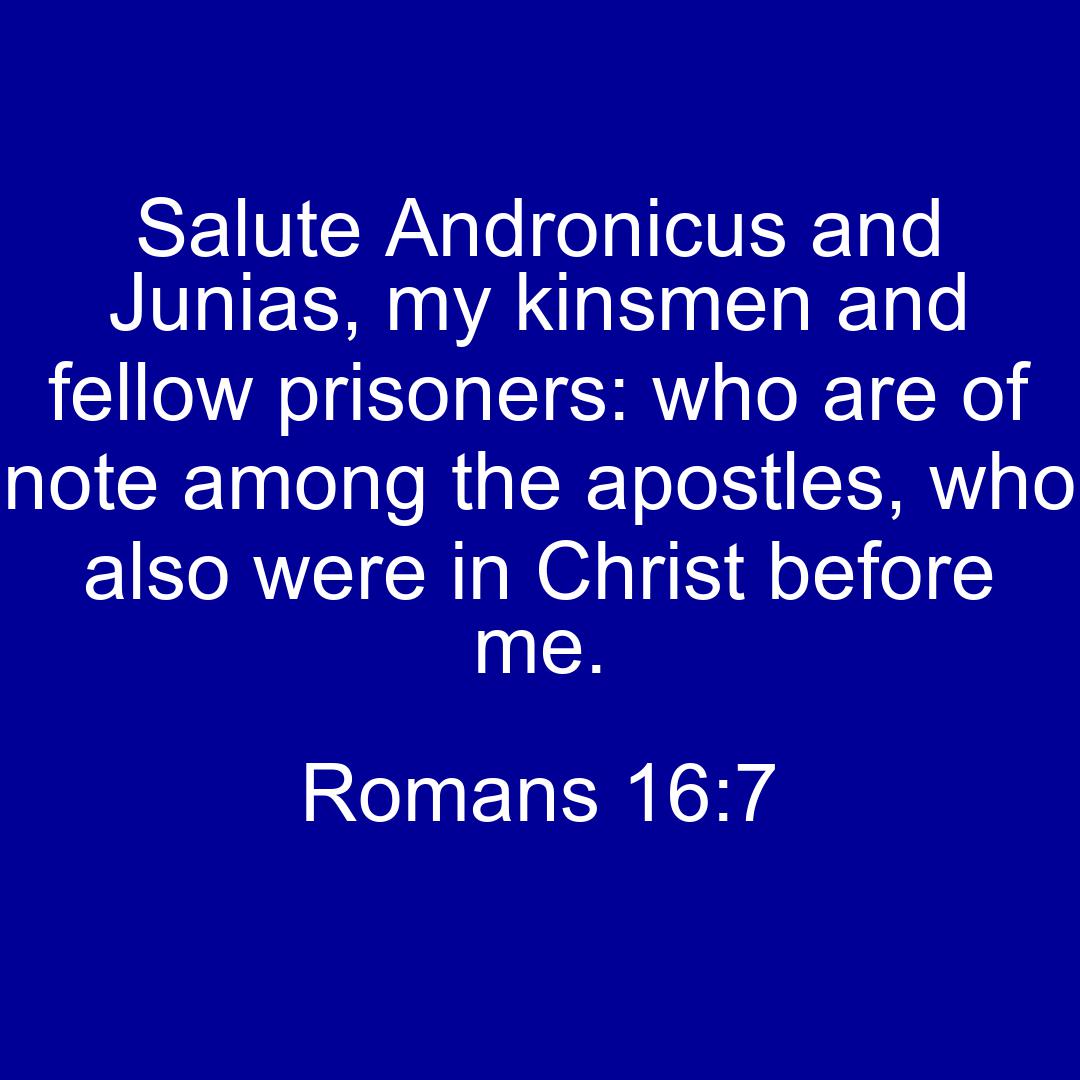 Salute Andronicus and
Junias, my kinsmen and
fellow prisoners: who are of
note among the apostles, who
also were in Christ before
me.
Romans 16:7